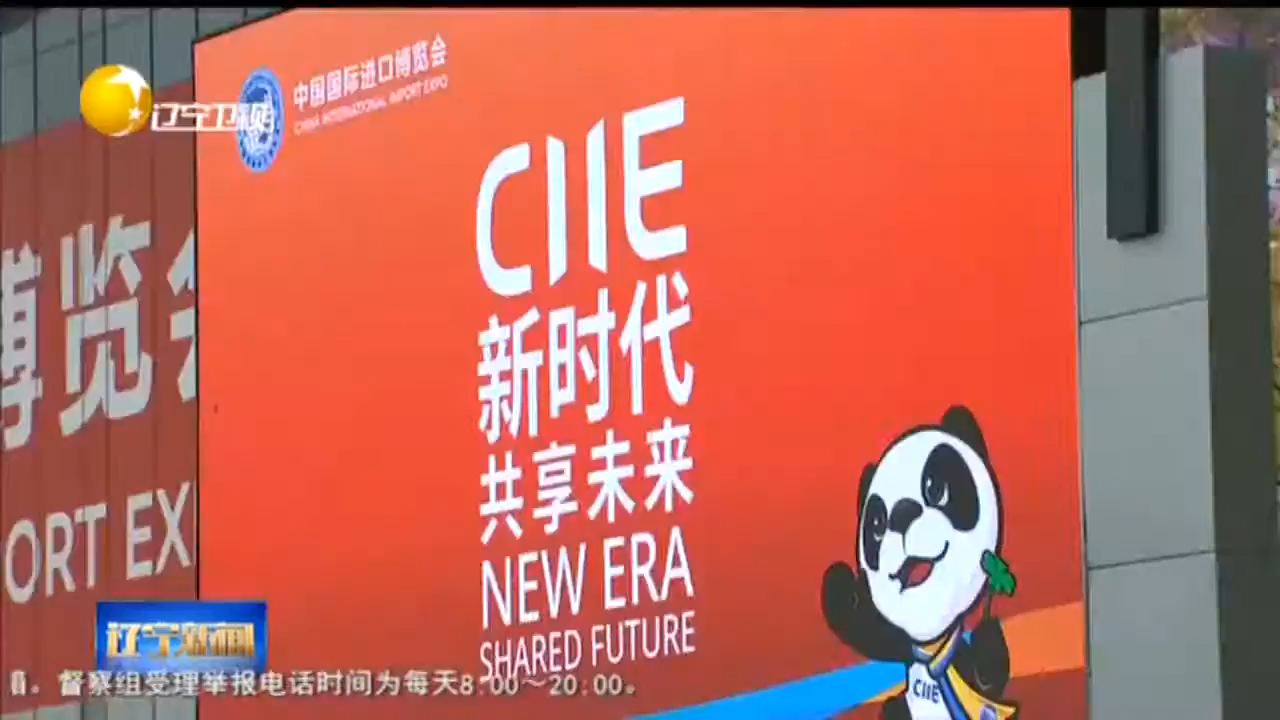 中国国际进口博览会
CHINA INTERNATIONAL IMPORT EXPO
辽宁卫视
CIIE
新时代
共享未来
NEW ERA
SHARED FUTURE
博览会
ORT EX
CIIE
辽宁新闻
督察组受理举报电话时间为每天8:00～20:00。